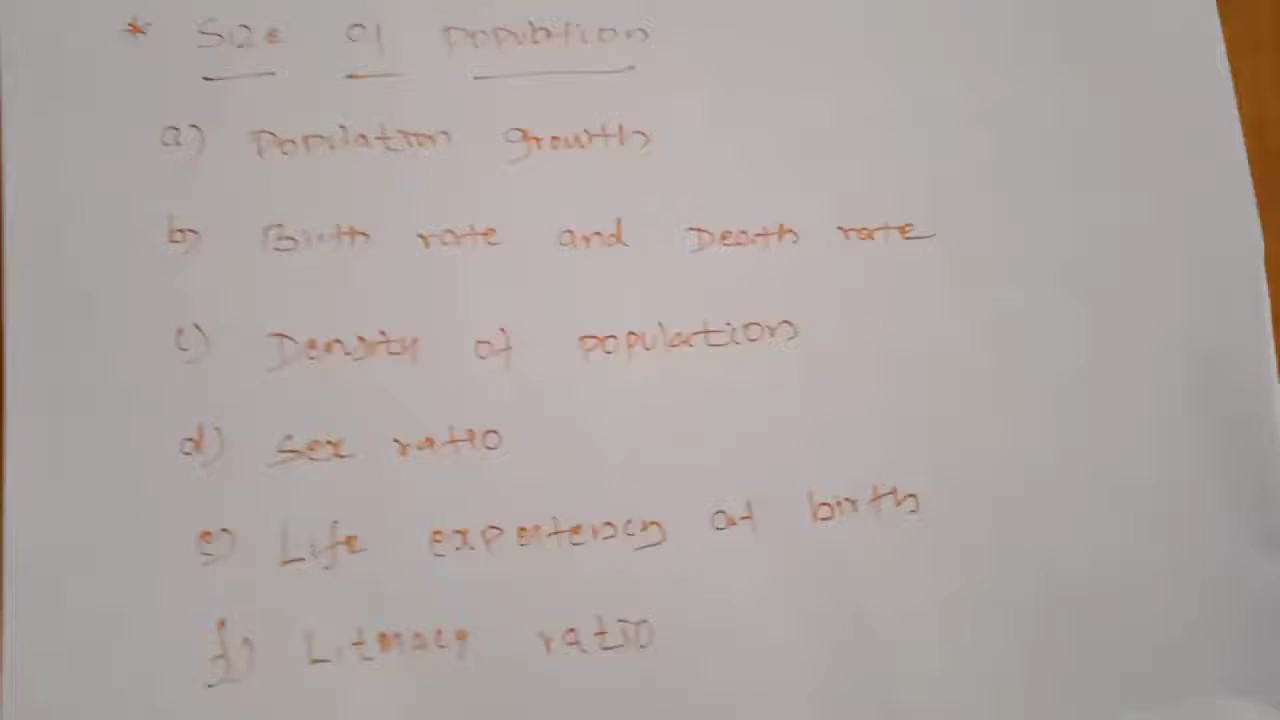 * Size of population
a) Population growth
b) Birth rate and Death rate
c) Density of population
d) Sex ratio
e) Life expentency at birth
f) Literacy ratio